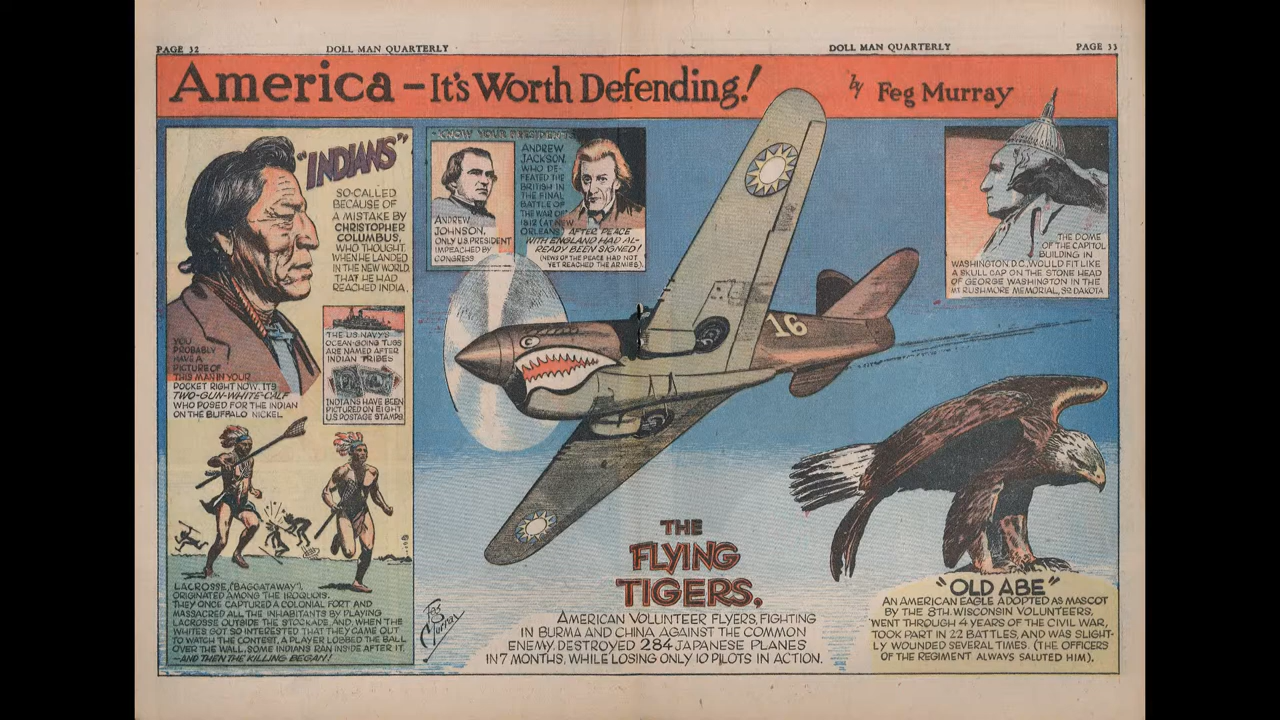 PAGE 32
DOLL MAN QUARTERLY
DOLL MAN QUARTERLY
PAGE 33
America – It's Worth Defending!
by Feg Murray
"INDIANS"
SO-CALLED
BECAUSE OF
A MISTAKE BY
CHRISTOPHER
COLUMBUS,
WHO THOUGHT,
WHEN HE LANDED
IN THE NEW WORLD,
THAT HE HAD
REACHED INDIA.
YOU
PROBABLY
HAVE A
PICTURE OF
THIS MAN IN YOUR
POCKET RIGHT NOW. IT'S
TWO-GUN-WHITE-CALF
WHO POSED FOR THE INDIAN
ON THE BUFFALO NICKEL
THE U.S. NAVY'S
OCEAN-GOING TUGS
ARE NAMED AFTER
INDIAN TRIBES
INDIANS HAVE BEEN
PICTURED ON EIGHT
U.S. POSTAGE STAMPS.
LACROSSE, ("BAGGATAWAY"),
ORIGINATED AMONG THE IROQUOIS.
THEY ONCE CAPTURED A COLONIAL FORT AND
MASSACRED ALL THE INHABITANTS BY PLAYING
LACROSSE OUTSIDE THE STOCKADE, AND, WHEN THE
WHITES GOT SO INTERESTED THAT THEY CAME OUT
TO WATCH THE CONTEST, A PLAYER LOBBED THE BALL
OVER THE WALL, SOME INDIANS RAN INSIDE AFTER IT.
—AND THEN THE KILLING BEGAN!
KNOW YOUR PRESIDENTS
ANDREW
JOHNSON,
ONLY U.S. PRESIDENT
IMPEACHED BY
CONGRESS
ANDREW
JACKSON,
WHO DE-
FEATED THE
BRITISH IN
THE FINAL
BATTLE OF
THE WAR OF
1812 (AT NEW
ORLEANS) AFTER PEACE
WITH ENGLAND HAD AL-
READY BEEN SIGNED!
(NEWS OF THE PEACE HAD NOT
YET REACHED THE ARMIES).
16
THE DOME
OF THE CAPITOL
BUILDING IN
WASHINGTON D.C., WOULD FIT LIKE
A SKULL CAP ON THE STONE HEAD
OF GEORGE WASHINGTON IN THE
MT. RUSHMORE MEMORIAL, SO. DAKOTA
THE
FLYING
TIGERS,
AMERICAN VOLUNTEER FLYERS, FIGHTING
IN BURMA AND CHINA AGAINST THE COMMON
ENEMY, DESTROYED 284 JAPANESE PLANES
IN 7 MONTHS, WHILE LOSING ONLY 10 PILOTS IN ACTION.
"OLD ABE"
AN AMERICAN EAGLE ADOPTED AS MASCOT
BY THE 8TH. WISCONSIN VOLUNTEERS,
WENT THROUGH 4 YEARS OF THE CIVIL WAR,
TOOK PART IN 22 BATTLES, AND WAS SLIGHT-
LY WOUNDED SEVERAL TIMES. (THE OFFICERS
OF THE REGIMENT ALWAYS SALUTED HIM).